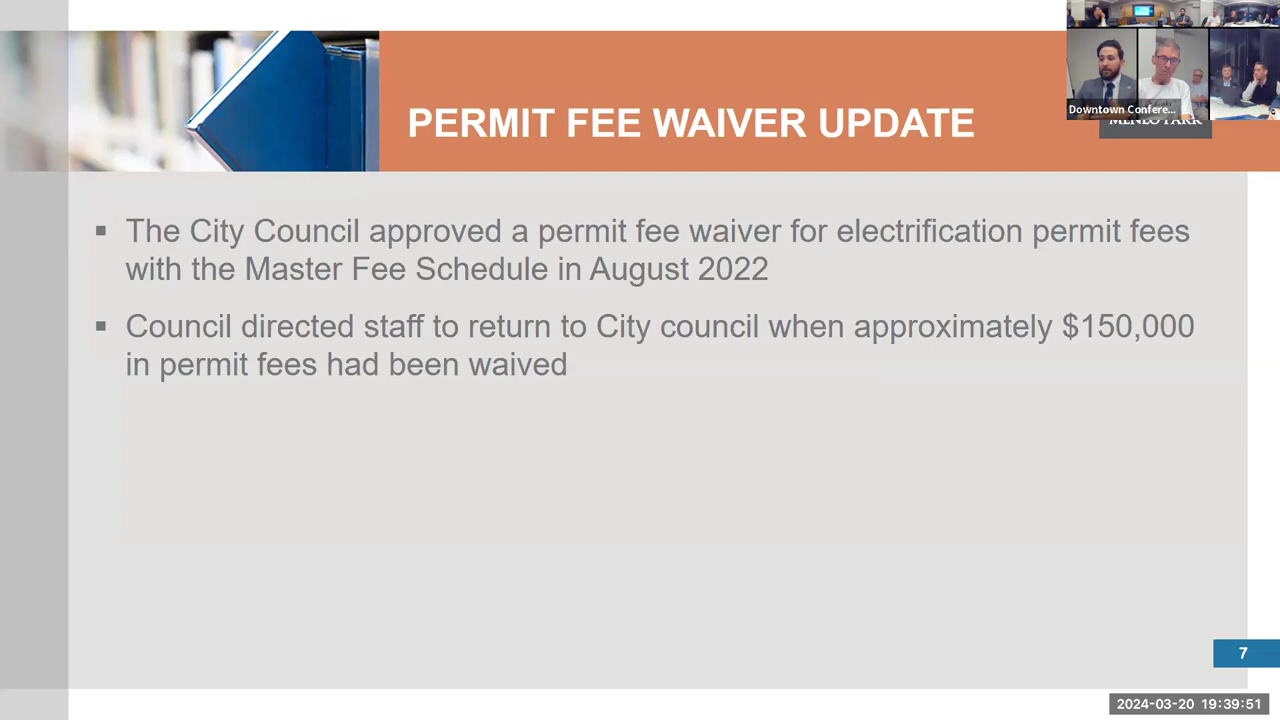 PERMIT FEE WAIVER UPDATE
Downtown Confere...
MENLO PARK
▪ The City Council approved a permit fee waiver for electrification permit fees
with the Master Fee Schedule in August 2022
▪ Council directed staff to return to City council when approximately $150,000
in permit fees had been waived
7
2024-03-20 19:39:51